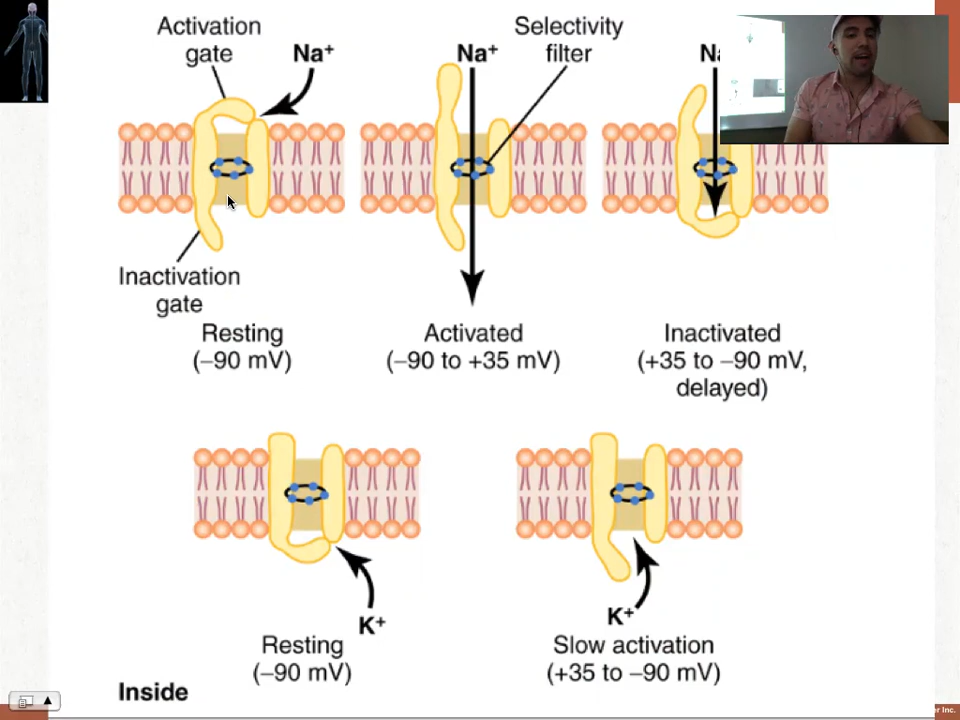 Activation
gate
Na⁺
Na⁺
Selectivity
filter
Inactivation
gate
Resting
(–90 mV)
Activated
(–90 to +35 mV)
Inactivated
(+35 to –90 mV,
delayed)
K⁺
Resting
(–90 mV)
K⁺
Slow activation
(+35 to –90 mV)
Inside
Inc.